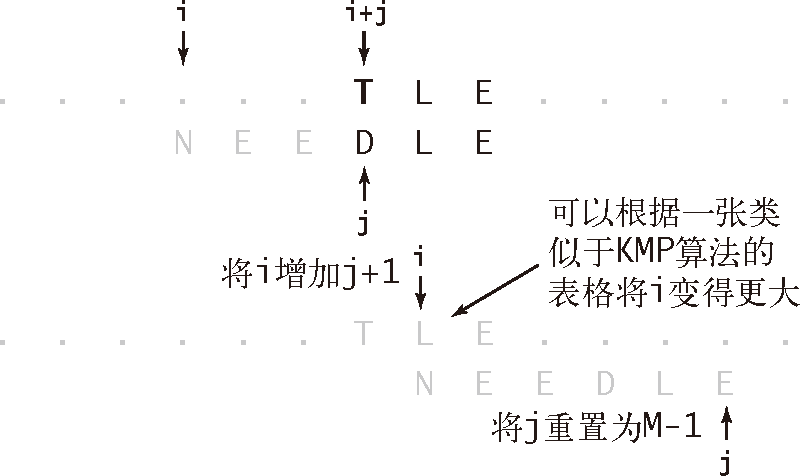 i i+j
. . . . . . T L E . . . . .
N E E D L E
j
可以根据一张类
似于KMP算法的
表格将i变得更大
将i增加j+1
i
. . . . . . T L E . . . . .
N E E D L E
将j重置为M-1
j